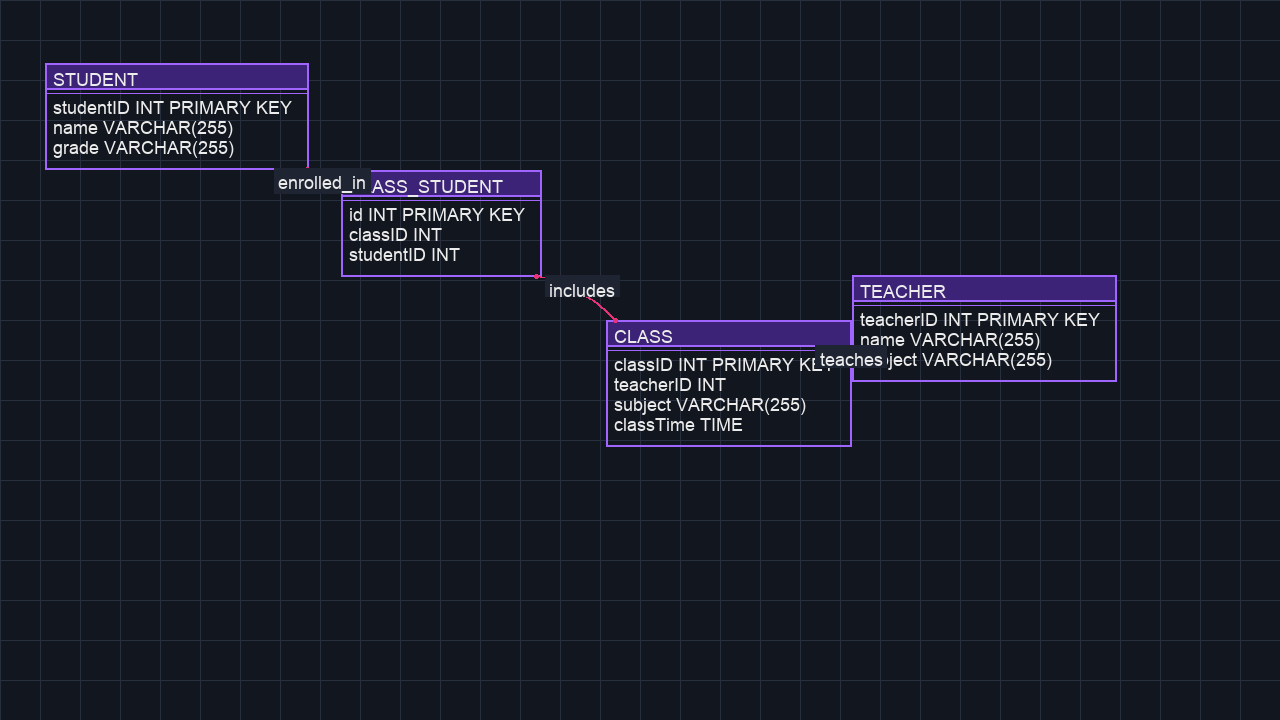 STUDENT
studentID INT PRIMARY KEY
name VARCHAR(255)
grade VARCHAR(255)
enrolled_in
ASS_STUDENT
id INT PRIMARY KEY
classID INT
studentID INT
includes
CLASS
classID INT PRIMARY KEY
teacherID INT
subject VARCHAR(255)
classTime TIME
teaches
TEACHER
teacherID INT PRIMARY KEY
name VARCHAR(255)
ject VARCHAR(255)